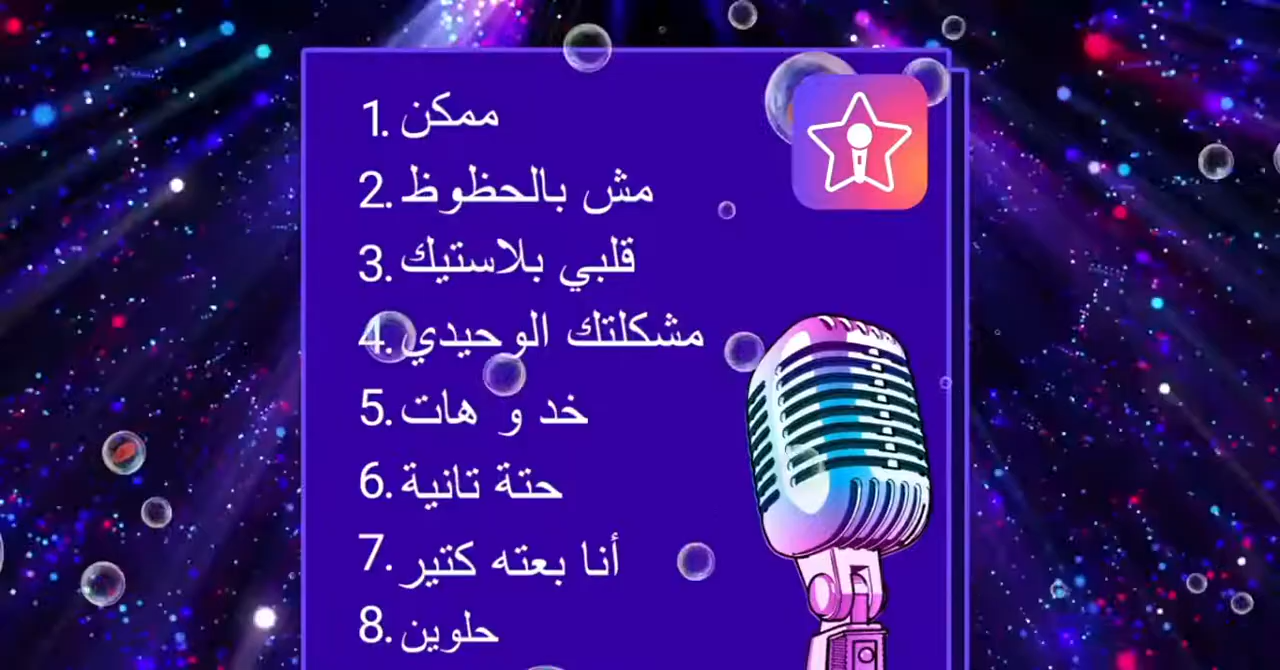 1. ممكن
2. مش بالحظوظ
3. قلبي بلاستيك
4. مشكلتك الوحيدي
5. خد و هات
6. حتة تانية
7. أنا بعته كتير
8. حلوين